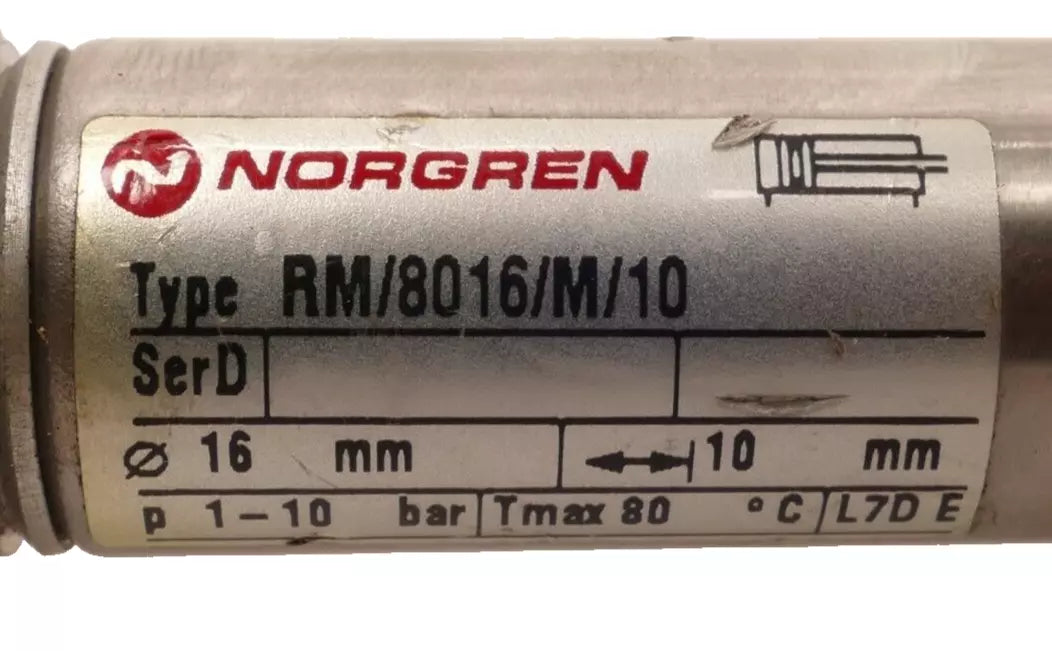 NORGREN
Type RM/8016/M/10
SerD
Ø 16 mm 10 mm
p 1-10 bar Tmax 80 °C L7D E